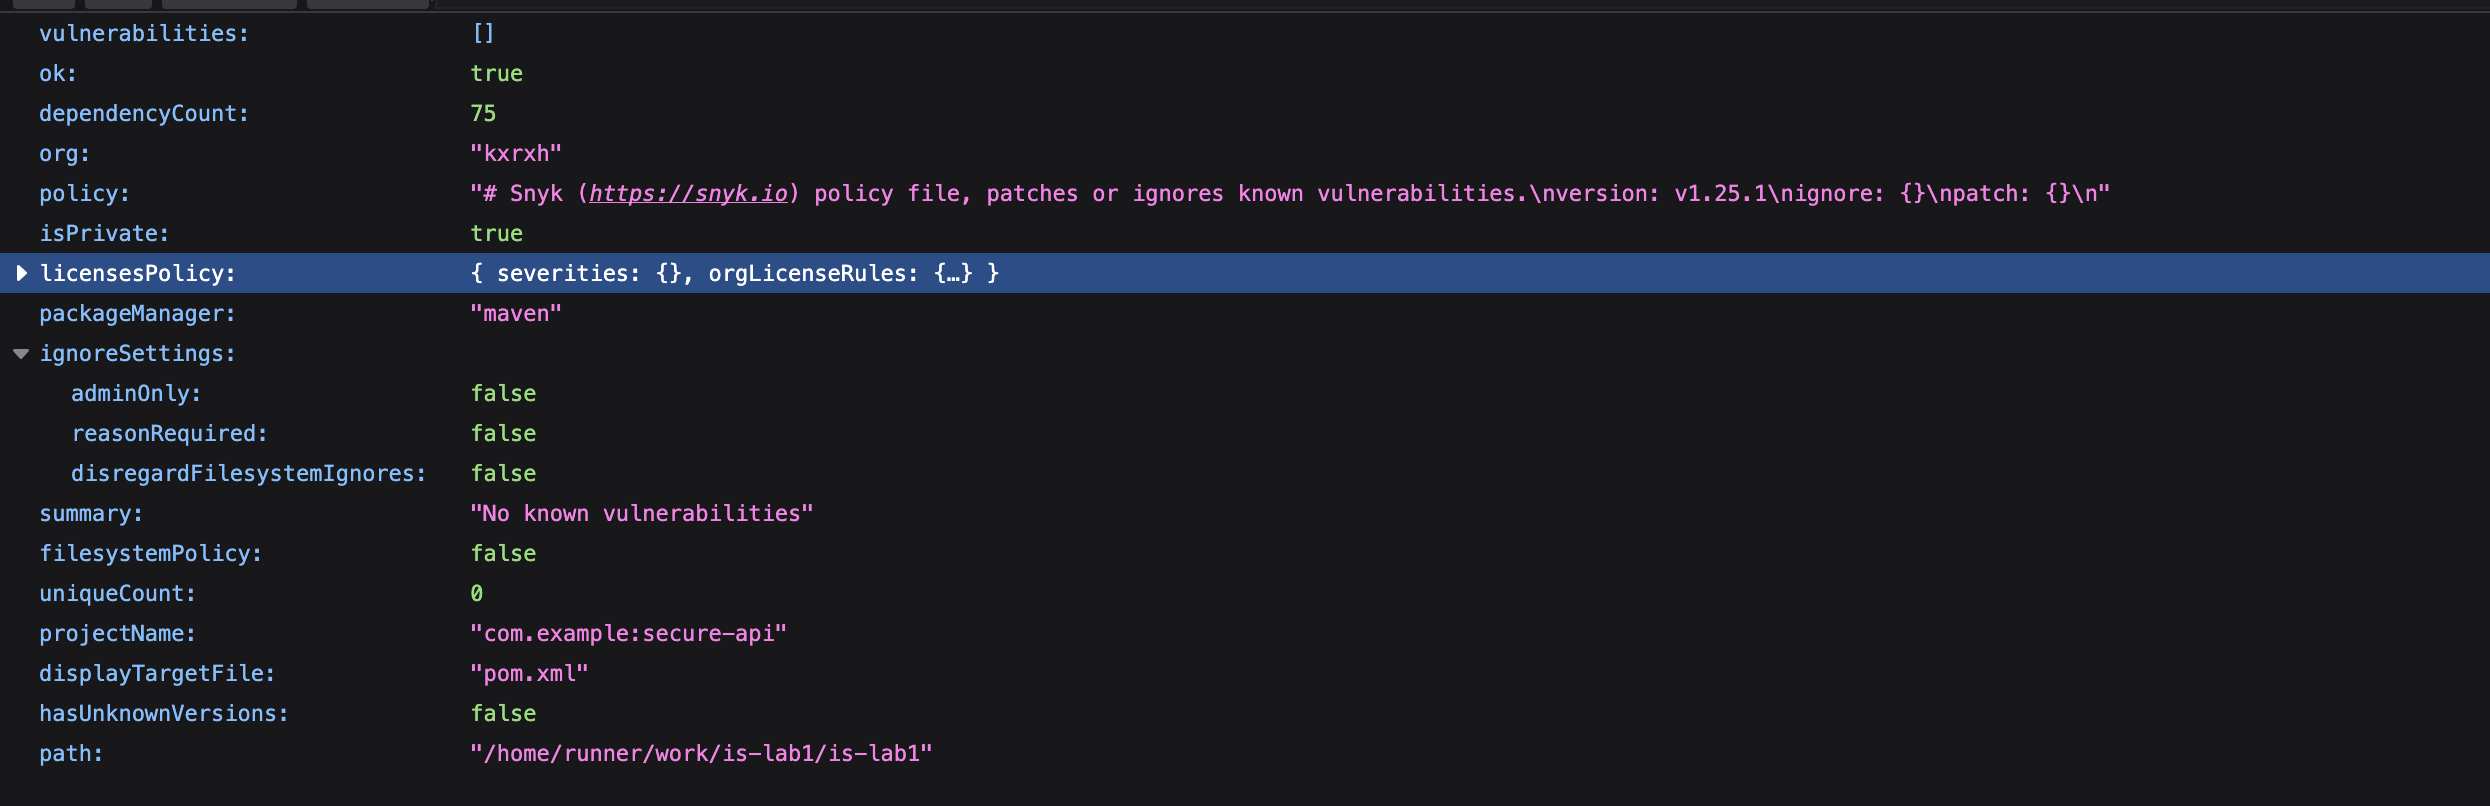 vulnerabilities: []
ok: true
dependencyCount: 75
org: "kxrxh"
policy: "# Snyk (https://snyk.io) policy file, patches or ignores known vulnerabilities.\nversion: v1.25.1\nignore: {}\npatch: {}\n"
isPrivate: true
licensesPolicy: { severities: {}, orgLicenseRules: {…} }
packageManager: "maven"
ignoreSettings:
adminOnly: false
reasonRequired: false
disregardFilesystemIgnores: false
summary: "No known vulnerabilities"
filesystemPolicy: false
uniqueCount: 0
projectName: "com.example:secure-api"
displayTargetFile: "pom.xml"
hasUnknownVersions: false
path: "/home/runner/work/is-lab1/is-lab1"